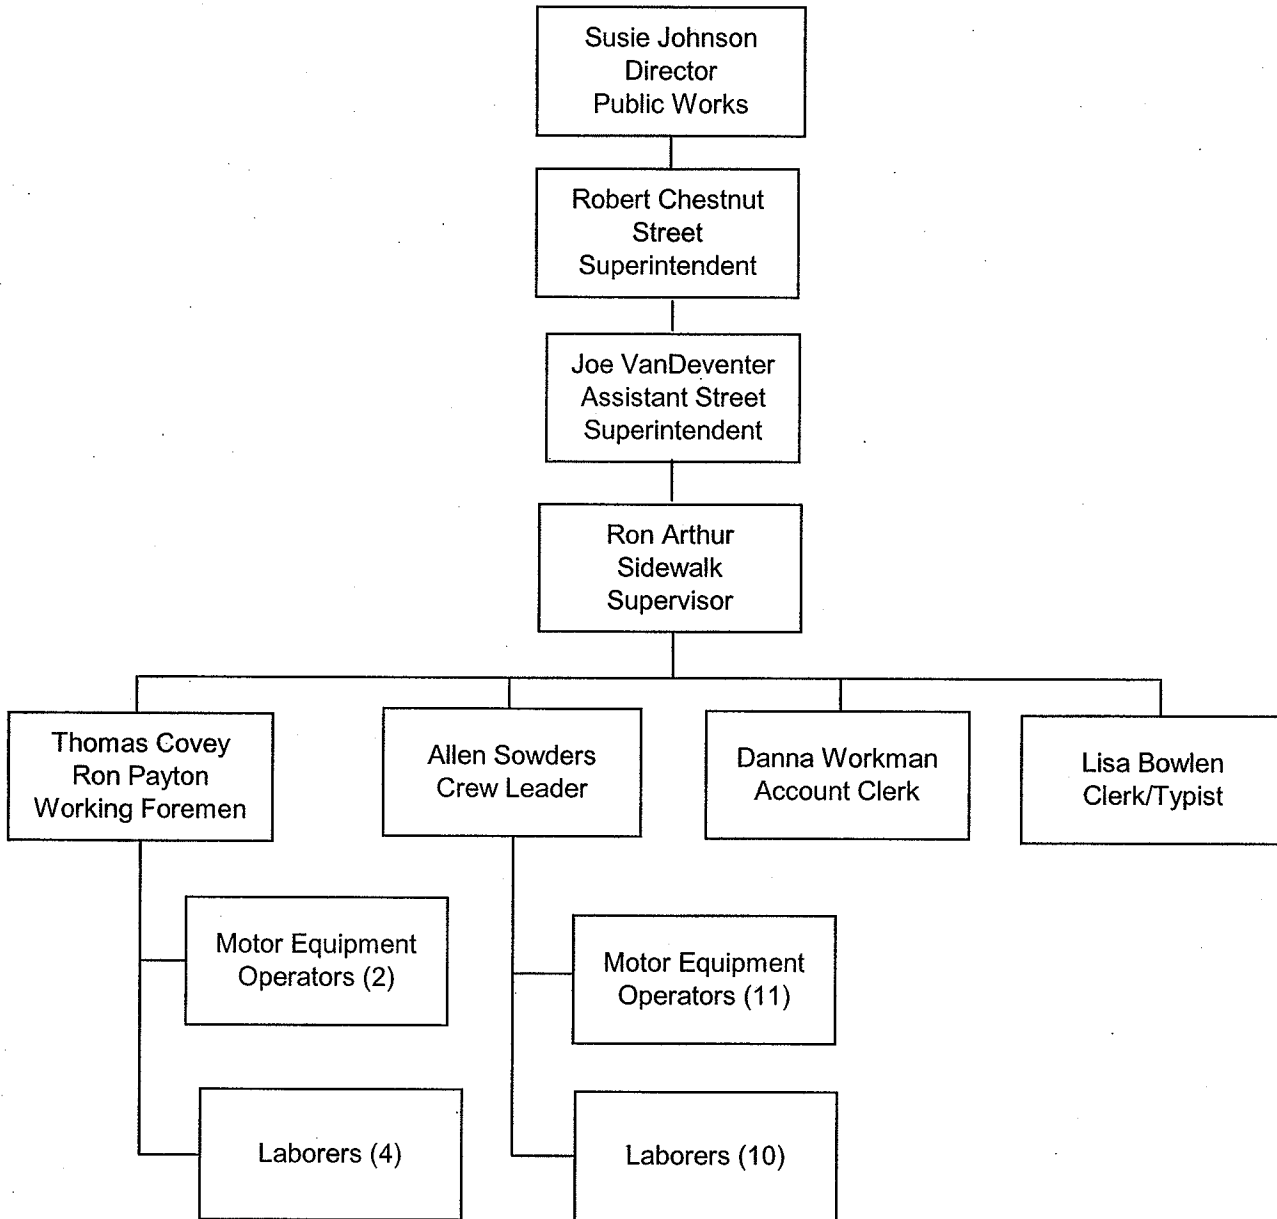 Susie Johnson
Director
Public Works
Robert Chestnut
Street
Superintendent
Joe VanDeventer
Assistant Street
Superintendent
Ron Arthur
Sidewalk
Supervisor
Thomas Covey
Ron Payton
Working Foremen
Allen Sowders
Crew Leader
Danna Workman
Account Clerk
Lisa Bowlen
Clerk/Typist
Motor Equipment
Operators (2)
Motor Equipment
Operators (11)
Laborers (4)
Laborers (10)